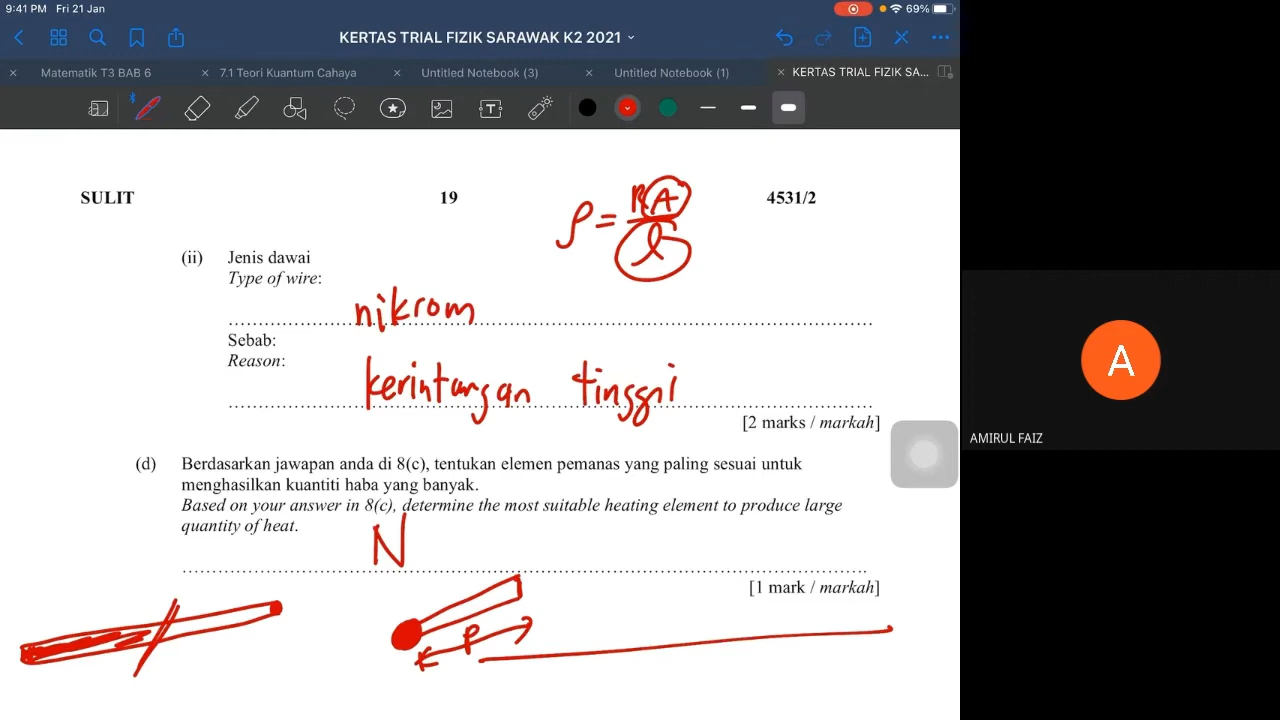 9:41 PM Fri 21 Jan
69%
KERTAS TRIAL FIZIK SARAWAK K2 2021
Matematik T3 BAB 6
7.1 Teori Kuantum Cahaya
Untitled Notebook (3)
Untitled Notebook (1)
KERTAS TRIAL FIZIK SA...
T
SULIT 19 4531/2
ρ = RA/l
(ii) Jenis dawai
Type of wire:
nikrom
Sebab:
Reason:
kerintangan tinggi
[2 marks / markah]
A
AMIRUL FAIZ
(d) Berdasarkan jawapan anda di 8(c), tentukan elemen pemanas yang paling sesuai untuk
menghasilkan kuantiti haba yang banyak.
Based on your answer in 8(c), determine the most suitable heating element to produce large
quantity of heat.
N
[1 mark / markah]
l